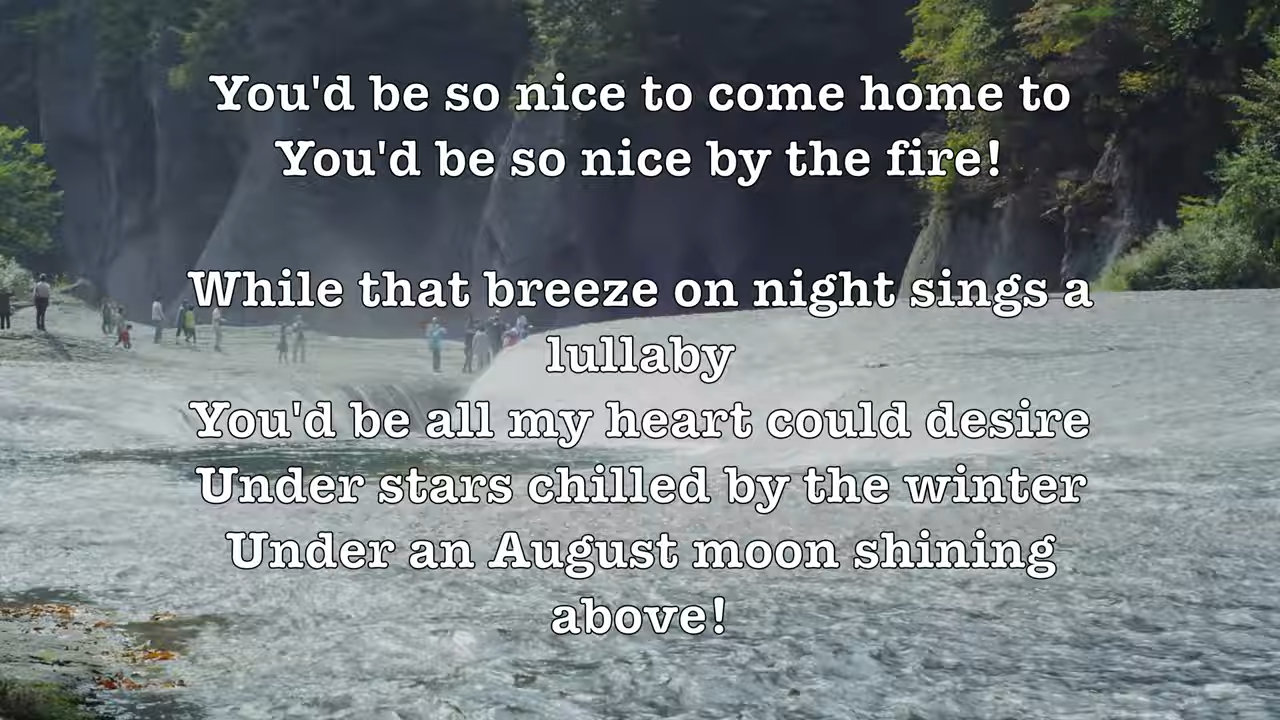 You'd be so nice to come home to
You'd be so nice by the fire!
While that breeze on night sings a
lullaby
You'd be all my heart could desire
Under stars chilled by the winter
Under an August moon shining
above!